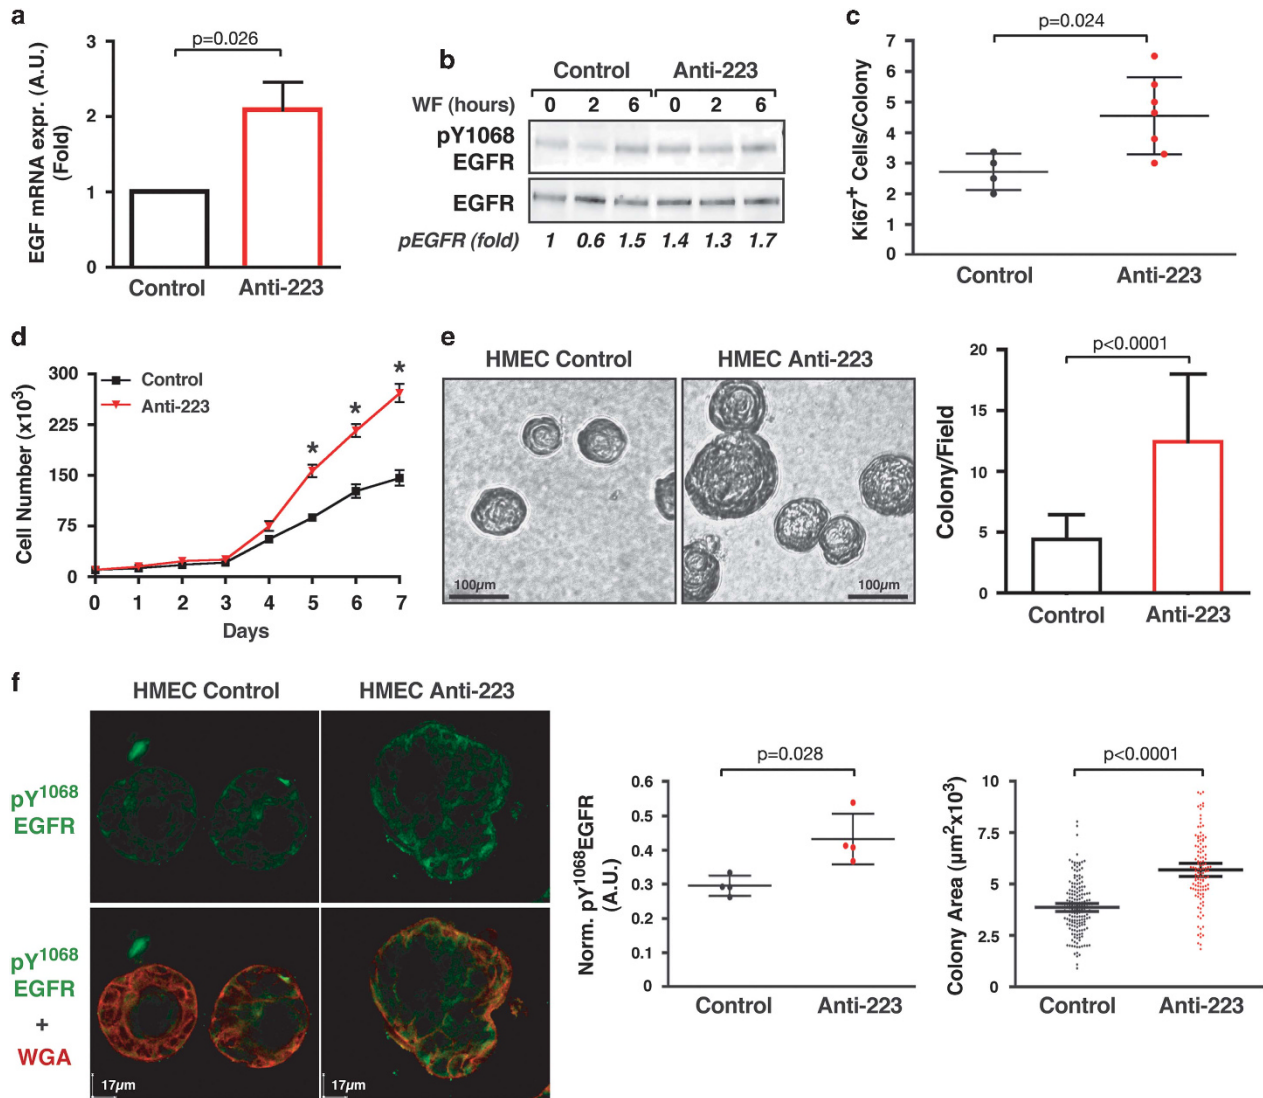 a
EGF mRNA expr. (A.U.)
(Fold)
3
2
1
0
p=0.026
Control
Anti-223
b
Control
Anti-223
WF (hours)
0 2 6 0 2 6
pY1068
EGFR
EGFR
pEGFR (fold) 1 0.6 1.5 1.4 1.3 1.7
c
Ki67+ Cells/Colony
7
6
5
4
3
2
1
0
p=0.024
Control
Anti-223
d
Cell Number (x10³)
300
225
150
75
0
Control
Anti-223
*
*
*
0 1 2 3 4 5 6 7
Days
e
HMEC Control
HMEC Anti-223
100µm
100µm
Colony/Field
20
15
10
5
0
p<0.0001
Control
Anti-223
f
HMEC Control
HMEC Anti-223
pY¹⁰⁶⁸
EGFR
pY¹⁰⁶⁸
EGFR
+
WGA
17µm
17µm
Norm. pY¹⁰⁶⁸EGFR
(A.U.)
0.6
0.5
0.4
0.3
0.2
0.1
0
p=0.028
Control
Anti-223
Colony Area (µm²x10³)
10
7.5
5
2.5
0
p<0.0001
Control
Anti-223